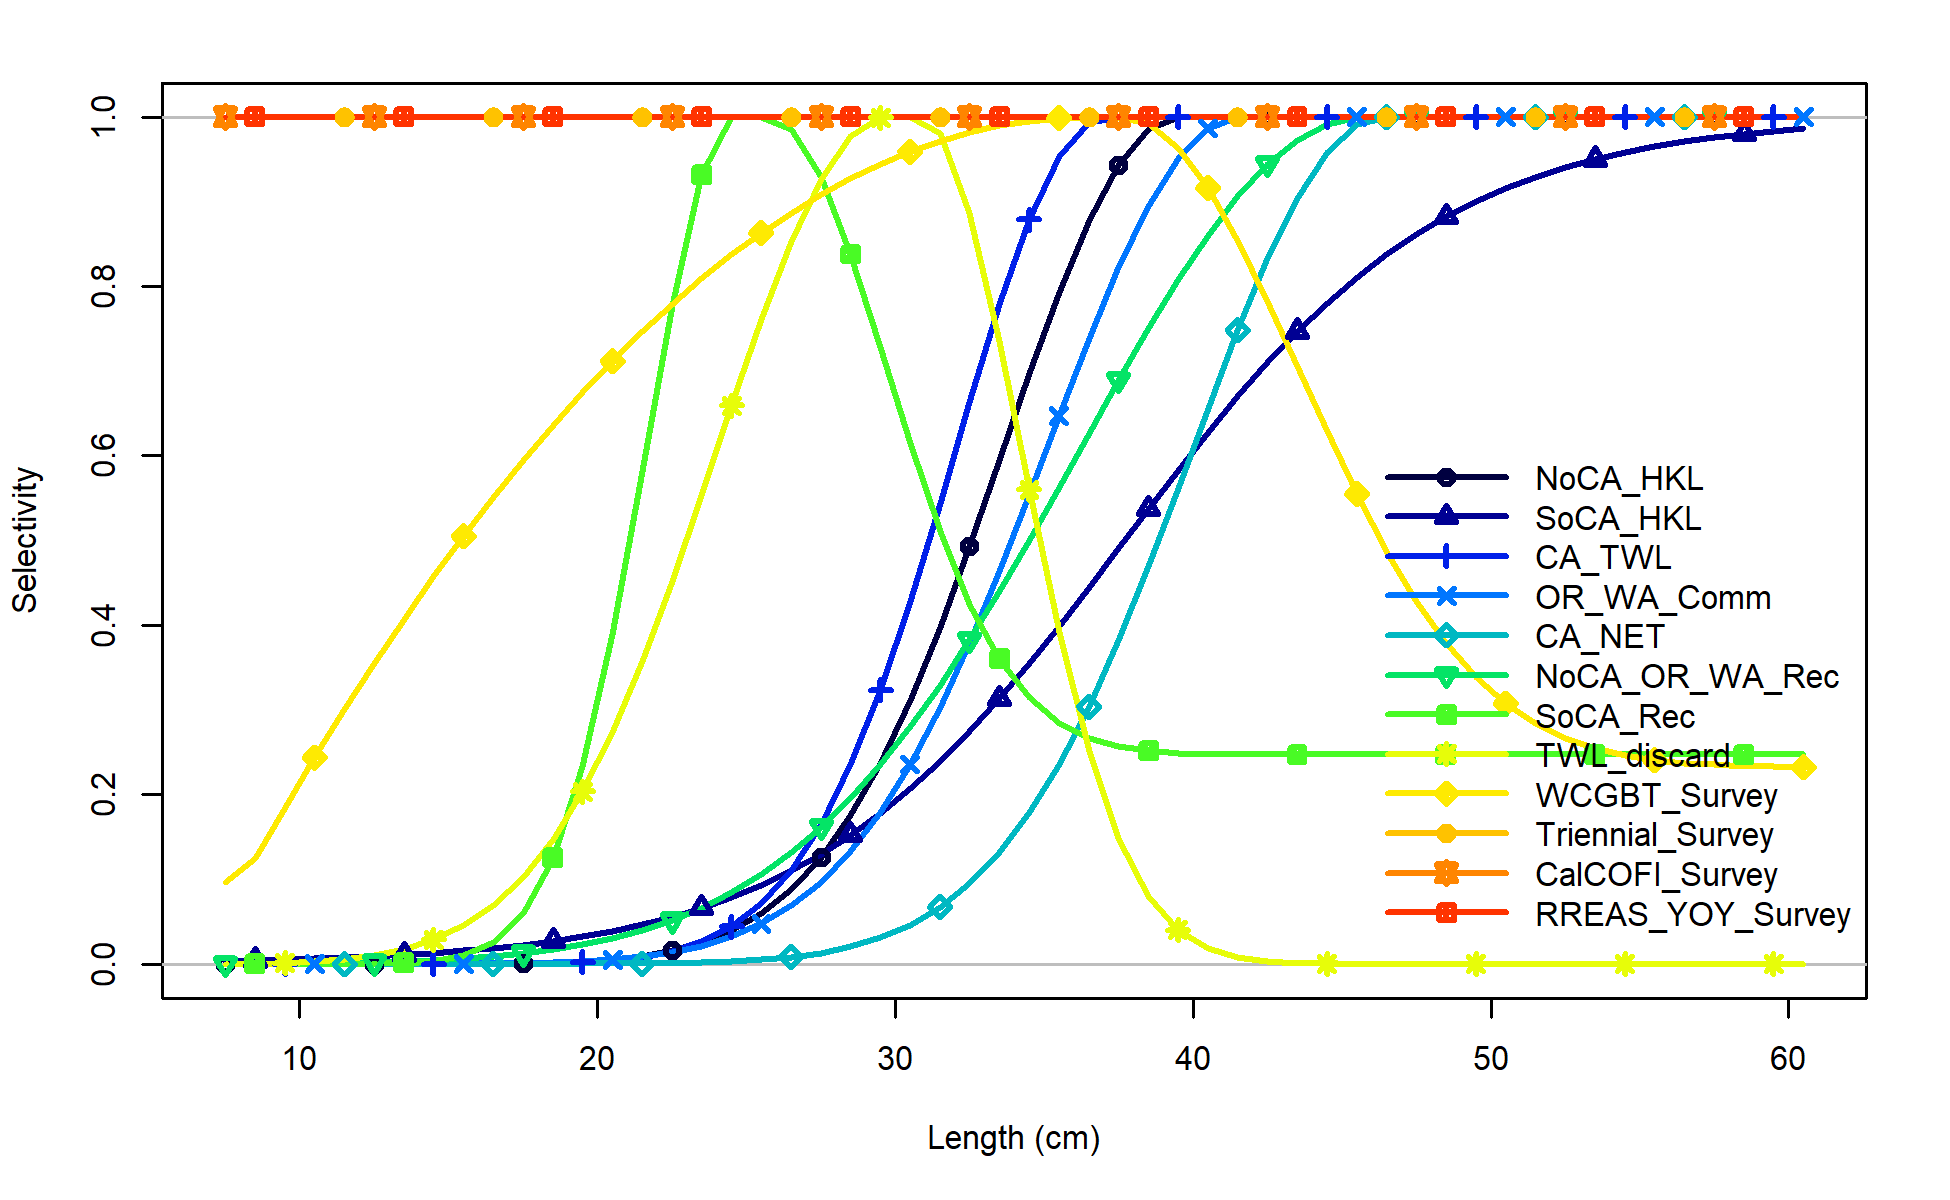 1.0
0.8
0.6
0.4
0.2
0.0
Selectivity
NoCA_HKL
SoCA_HKL
CA_TWL
OR_WA_Comm
CA_NET
NoCA_OR_WA_Rec
SoCA_Rec
TWL_discard
WCGBT_Survey
Triennial_Survey
CalCOFI_Survey
RREAS_YOY_Survey
10 20 30 40 50 60
Length (cm)